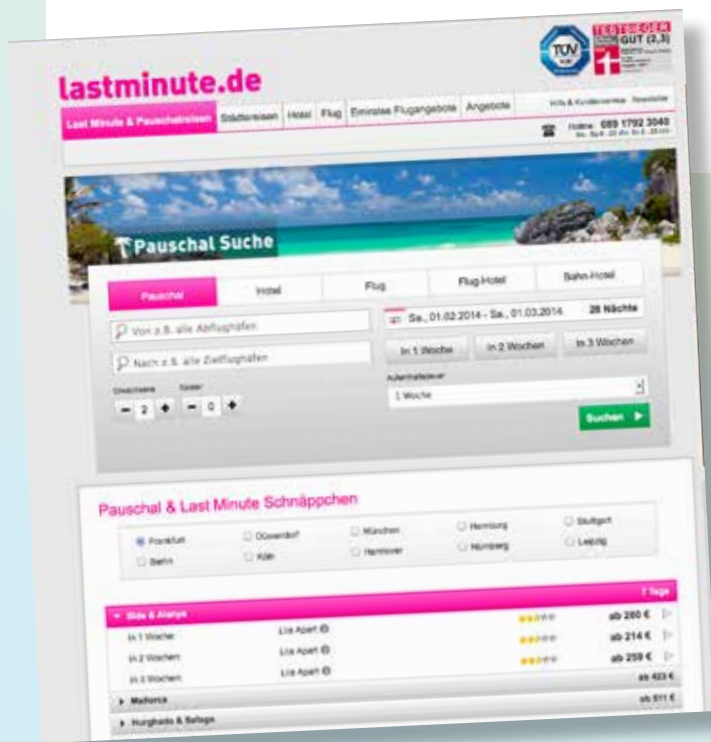 TESTSIEGER
GUT (2,3)
TÜV
lastminute.de
Last Minute & Pauschalreisen Städtereisen Hotel Flug Emirates Flugangebote Angebote Hilfe & Kundenservice Newsletter
Hotline 089 1792 3040
Pauschal Suche
Pauschal Hotel Flug Flug+Hotel Bahn+Hotel
Von z.B. alle Abflughäfen
Sa., 01.02.2014 - Sa., 01.03.2014 28 Nächte
Nach z.B. alle Zielflughäfen
In 1 Woche In 2 Wochen In 3 Wochen
Erwachsene Kinder
Aufenthaltsdauer
- 2 + - 0 +
1 Woche
Suchen
Pauschal & Last Minute Schnäppchen
Frankfurt Düsseldorf München Hamburg Stuttgart
Berlin Köln Hannover Nürnberg Leipzig
Side & Alanya 7 Tage
In 1 Woche: Lila Apart ab 280 €
In 2 Wochen: Lila Apart ab 214 €
In 3 Wochen: Lila Apart ab 259 €
Mallorca ab 423 €
Hurghada & Safaga ab 511 €